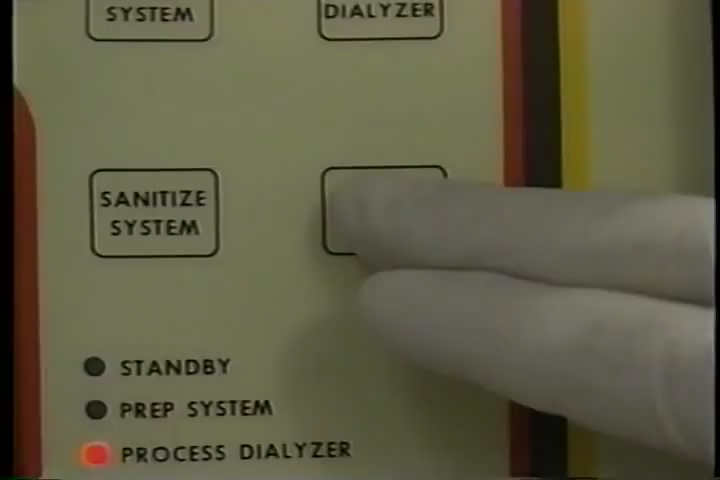 SYSTEM
DIALYZER
SANITIZE
SYSTEM
STANDBY
PREP SYSTEM
PROCESS DIALYZER